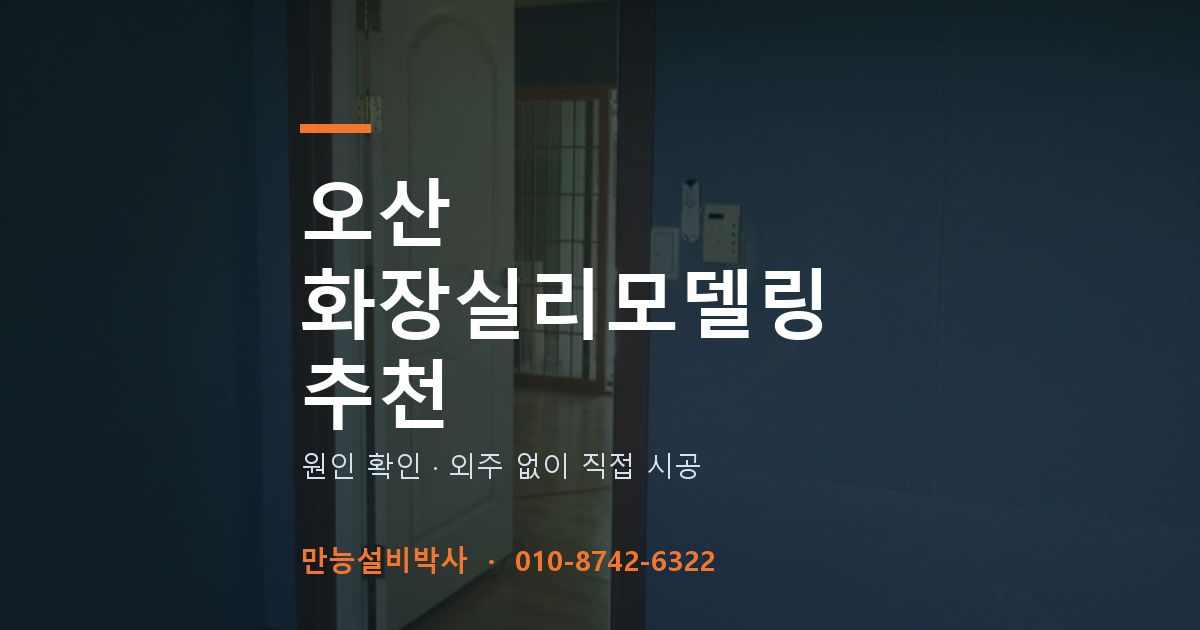 오산
화장실리모델링
추천
원인 확인 · 외주 없이 직접 시공
만능설비박사 · 010-8742-6322